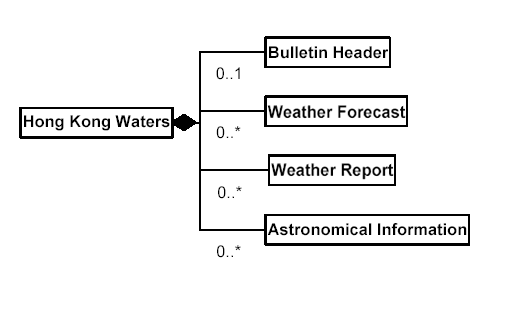 Bulletin Header
0..1
Hong Kong Waters
Weather Forecast
0..*
Weather Report
0..*
Astronomical Information
0..*